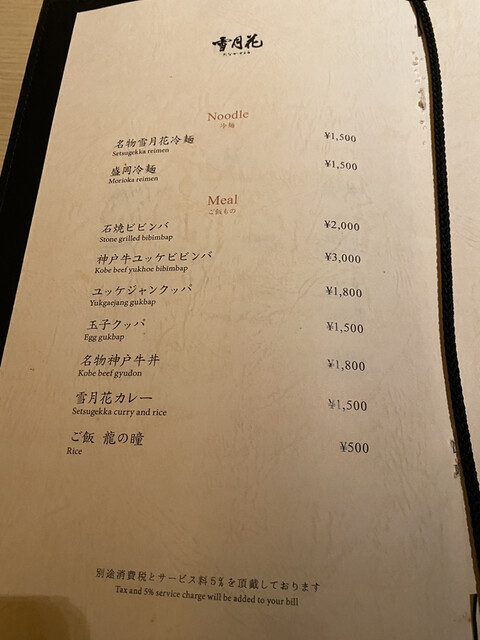 雪月花
Noodle
冷麺
名物雪月花冷麺 ¥1,500
Setsugekka reimen
盛岡冷麺 ¥1,500
Morioka reimen
Meal
ご飯もの
石焼ビビンバ ¥2,000
Stone grilled bibimbap
神戸牛ユッケビビンバ ¥3,000
Kobe beef yukhoe bibimbap
ユッケジャンクッパ ¥1,800
Yukgaejang gukbap
玉子クッパ ¥1,500
Egg gukbap
名物神戸牛丼 ¥1,800
Kobe beef gyudon
雪月花カレー ¥1,500
Setsugekka curry and rice
ご飯 龍の瞳 ¥500
Rice
別途消費税とサービス料5%を頂戴しております
Tax and 5% service charge will be added to your bill